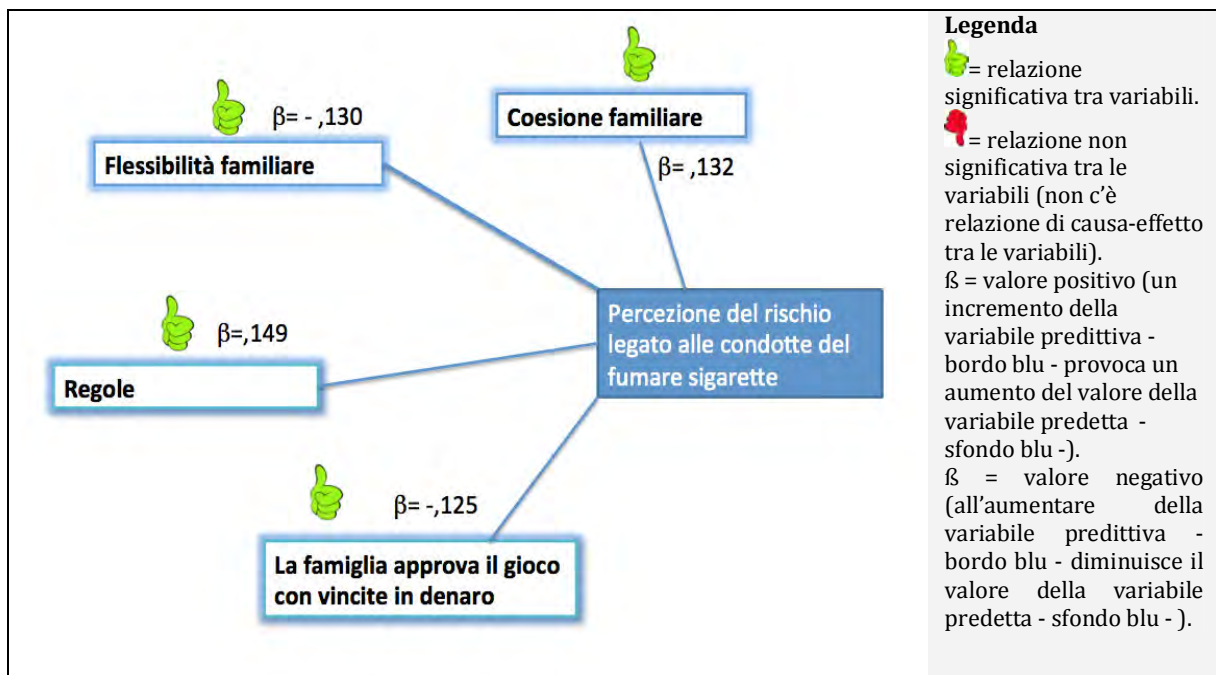 β= - ,130
Flessibilità familiare
Coesione familiare
β= ,132
β=,149
Regole
Percezione del rischio
legato alle condotte del
fumare sigarette
β= -,125
La famiglia approva il gioco
con vincite in denaro
Legenda
= relazione
significativa tra variabili.
= relazione non
significativa tra le
variabili (non c’è
relazione di causa-effetto
tra le variabili).
ß = valore positivo (un
incremento della
variabile predittiva -
bordo blu - provoca un
aumento del valore della
variabile predetta -
sfondo blu -).
ß = valore negativo
(all’aumentare della
variabile predittiva -
bordo blu - diminuisce il
valore della variabile
predetta - sfondo blu - ).